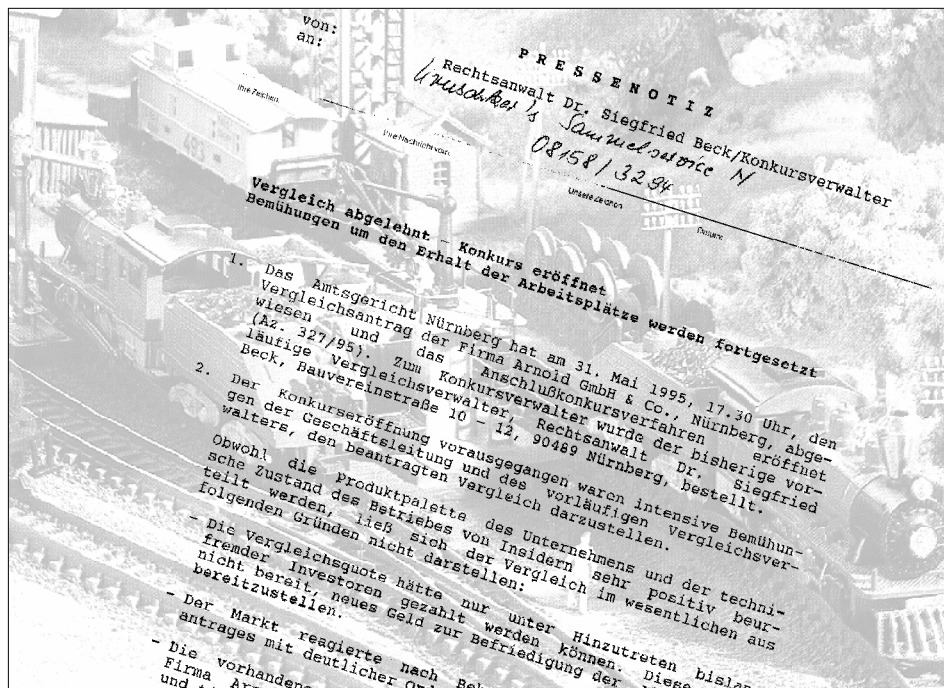 von:
an:
P R E S S E N O T I Z
Rechtsanwalt Dr. Siegfried Beck/Konkursverwalter
Sammelservice N
08158/3294
Ihre Zeichen
Ihre Nachricht vom
Unsere Zeichen
Datum
Vergleich abgelehnt - Konkurs eröffnet
Bemühungen um den Erhalt der Arbeitsplätze werden fortgesetzt
1. Das Amtsgericht Nürnberg hat am 31. Mai 1995, 17.30 Uhr, den
Vergleichsantrag der Firma Arnold GmbH & Co., Nürnberg, abge-
wiesen und das Anschlußkonkursverfahren eröffnet
(Az. 327/95). Zum Konkursverwalter wurde der bisherige vor-
läufige Vergleichsverwalter, Rechtsanwalt Dr. Siegfried
Beck, Bauvereinstraße 10 - 12, 90489 Nürnberg, bestellt.
2. Der Konkurseröffnung vorausgegangen waren intensive Bemühun-
gen der Geschäftsleitung und des vorläufigen Vergleichsver-
walters, den beantragten Vergleich darzustellen.
Obwohl die Produktpalette des Unternehmens und der techni-
sche Zustand des Betriebes von Insidern sehr positiv beur-
teilt werden, ließ sich der Vergleich im wesentlichen aus
folgenden Gründen nicht darstellen:
- Die Vergleichsquote hätte nur unter Hinzutreten bislang
fremder Investoren gezahlt werden können. Diese
nicht bereit, neues Geld zur Befriedigung der
bereitzustellen.
- Der Markt reagierte nach
antrages mit deutlicher
- Die vorhandene
Firma
und